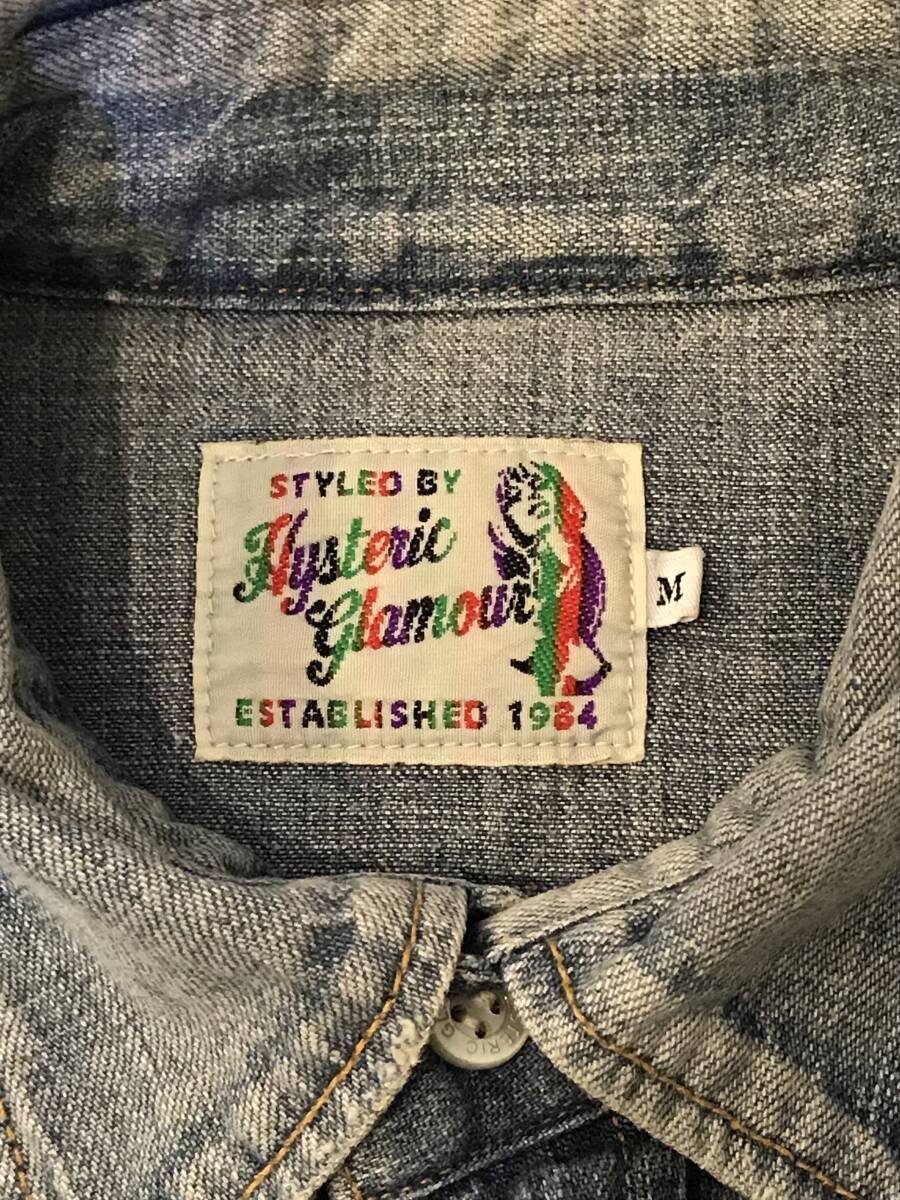 STYLED BY
Hysteric
Glamour
ESTABLISHED 1984
M